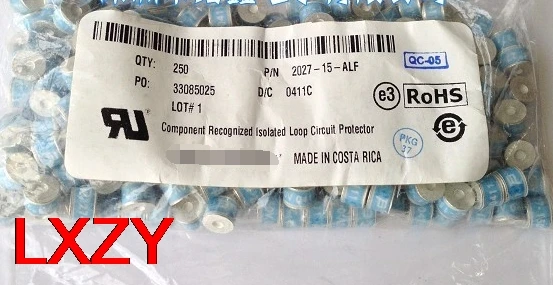 QTY: 250 P/N 2027-15-ALF QC-05
PO: 33085025 D/C 0411C
LOT# 1
e3 RoHS
Component Recognized Isolated Loop Circuit Protector
PKG 37
MADE IN COSTA RICA
LXZY